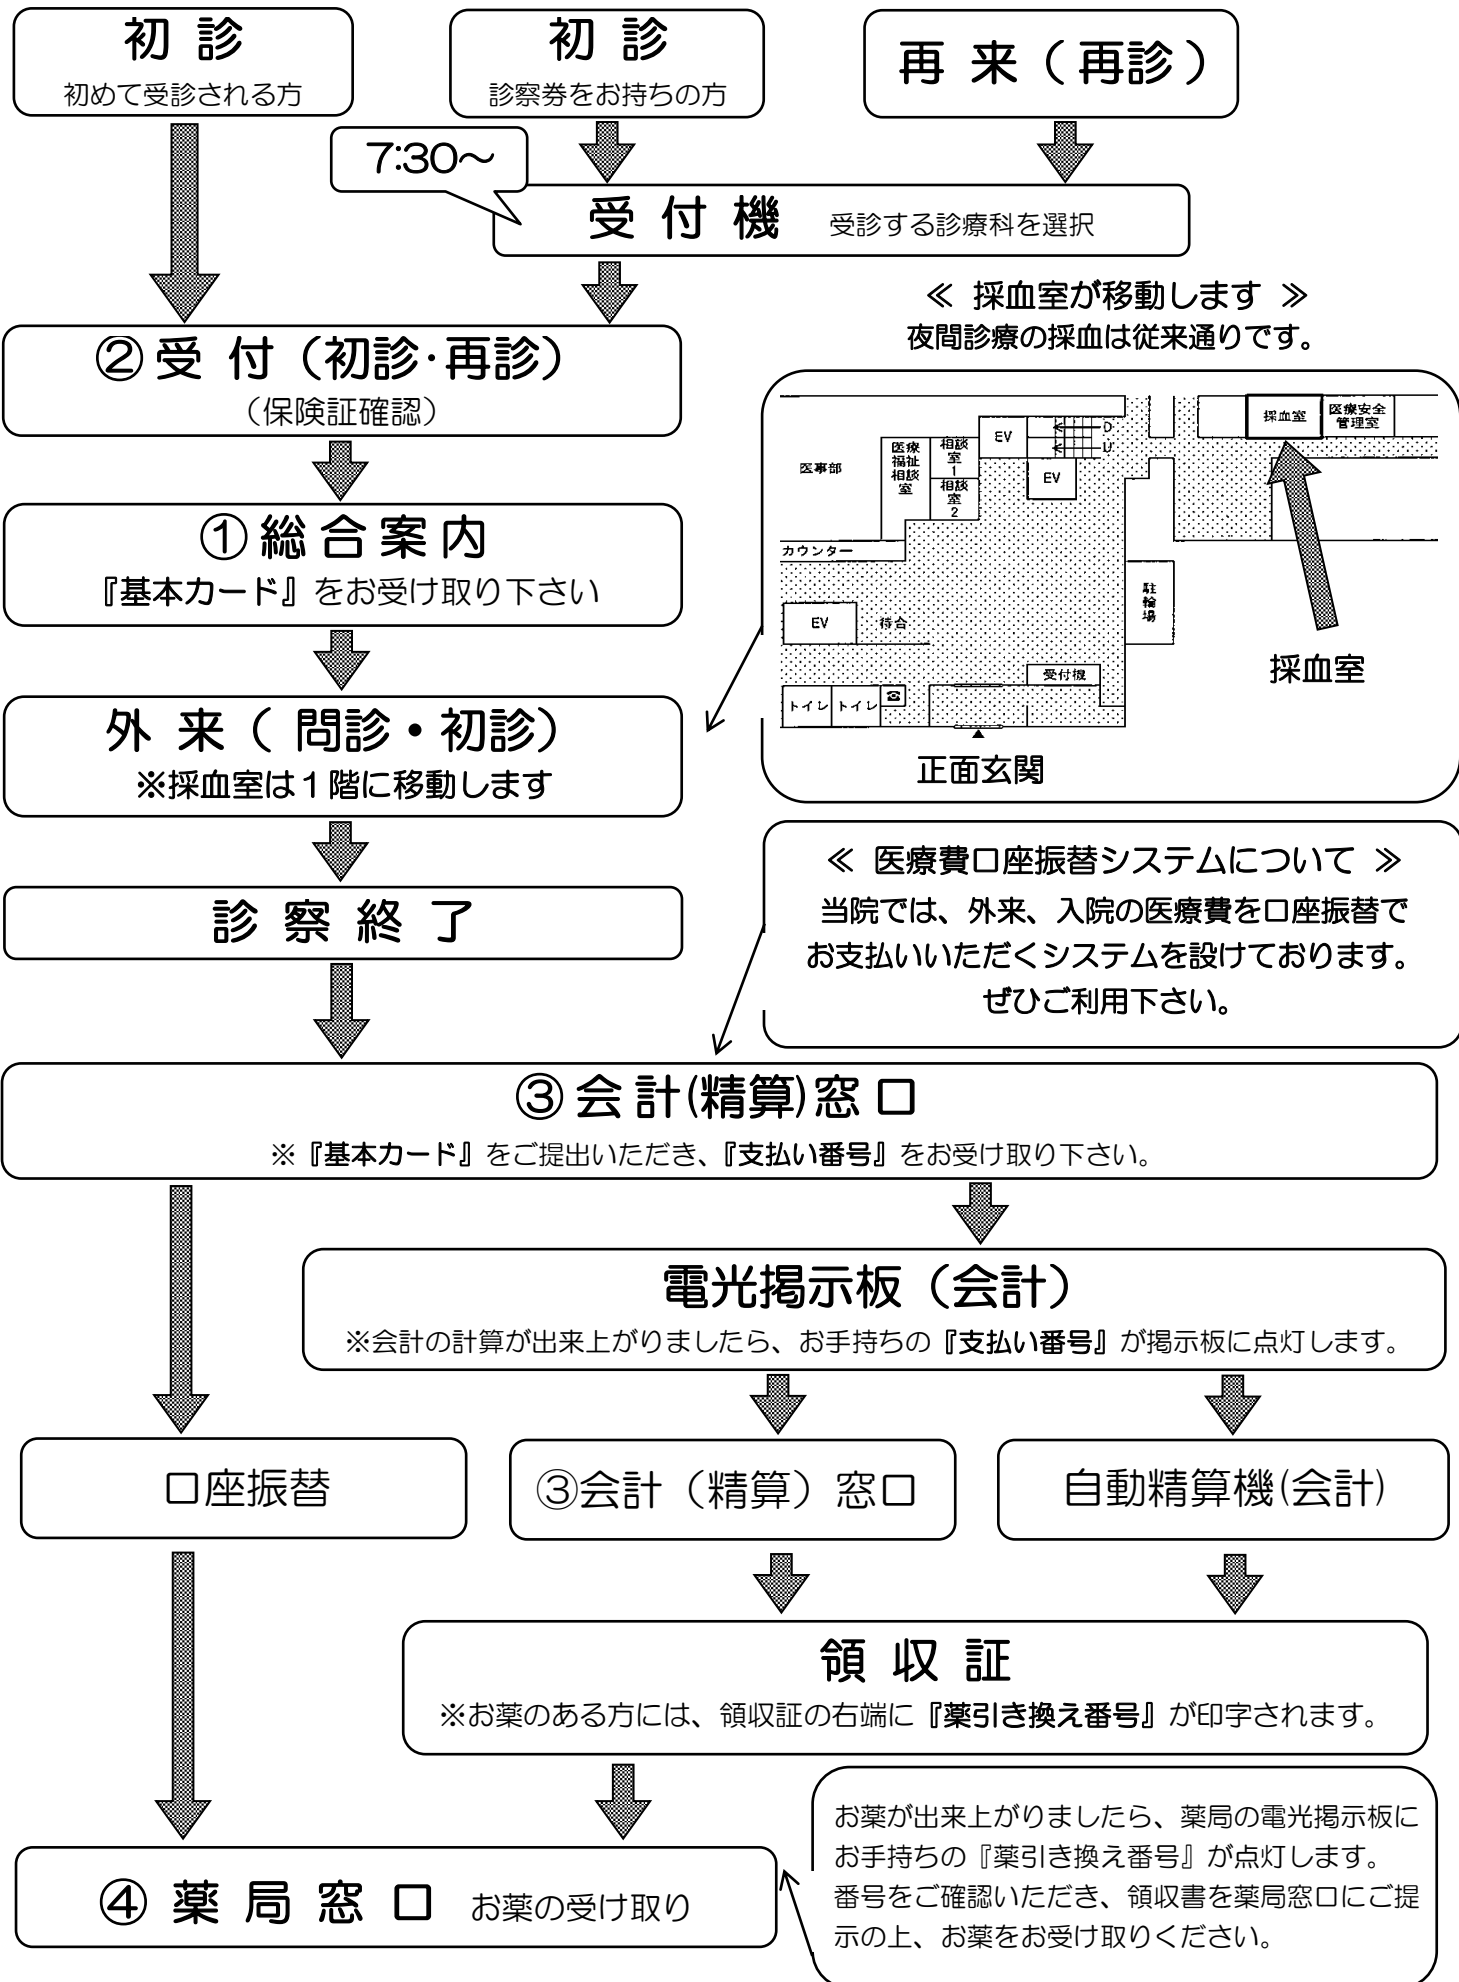 初 診
初めて受診される方
初 診
診察券をお持ちの方
再 来（再診）
7:30～
受 付 機 受診する診療科を選択
②受 付（初診・再診）
（保険証確認）
①総合案内
『基本カード』をお受け取り下さい
外 来（ 問診・初診）
※採血室は１階に移動します
≪ 採血室が移動します ≫
夜間診療の採血は従来通りです。
医事部
医療福祉相談室
相談室1
相談室2
EV
D
U
EV
採血室
医療安全
管理室
カウンター
EV
待合
駐輪場
受付機
トイレ
トイレ
☎
採血室
正面玄関
診 察 終 了
≪ 医療費口座振替システムについて ≫
当院では、外来、入院の医療費を口座振替で
お支払いいただくシステムを設けております。
ぜひご利用下さい。
③会計(精算)窓口
※『基本カード』をご提出いただき、『支払い番号』をお受け取り下さい。
電光掲示板（会計）
※会計の計算が出来上がりましたら、お手持ちの『支払い番号』が掲示板に点灯します。
口座振替
③会計（精算）窓口
自動精算機(会計)
領 収 証
※お薬のある方には、領収証の右端に『薬引き換え番号』が印字されます。
④ 薬 局 窓 口 お薬の受け取り
お薬が出来上がりましたら、薬局の電光掲示板に
お手持ちの『薬引き換え番号』が点灯します。
番号をご確認いただき、領収書を薬局窓口にご提
示の上、お薬をお受け取りください。